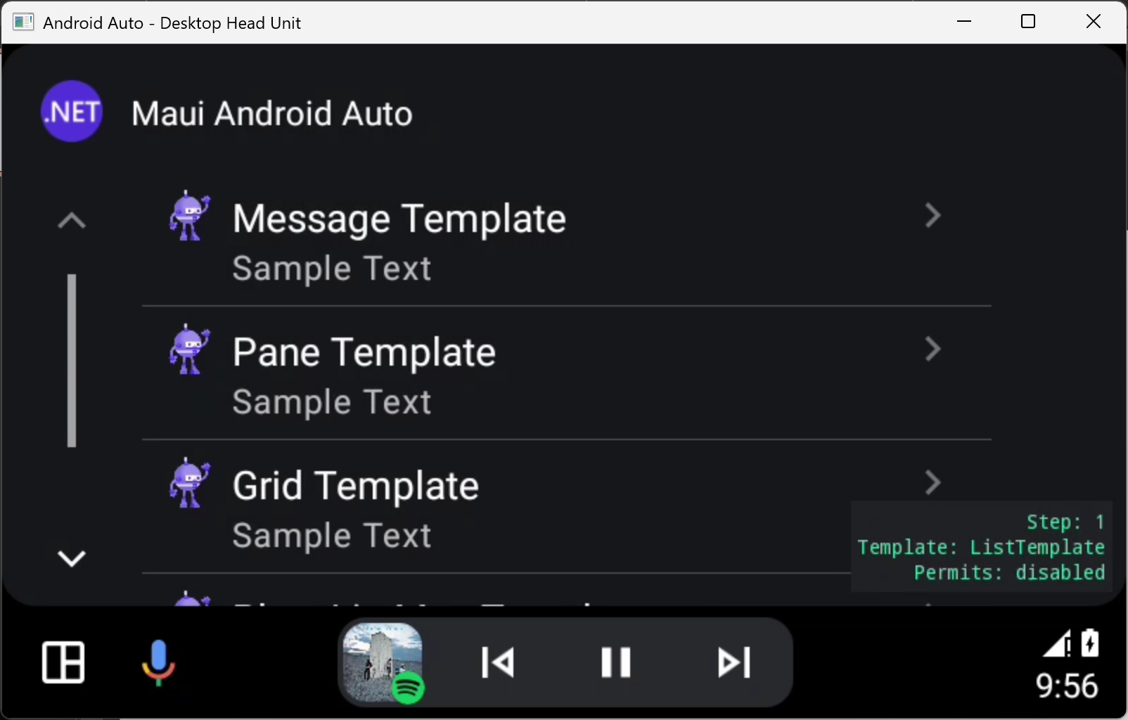 Android Auto - Desktop Head Unit
.NET
Maui Android Auto
Message Template
Sample Text
Pane Template
Sample Text
Grid Template
Sample Text
Step: 1
Template: ListTemplate
Permits: disabled
9:56